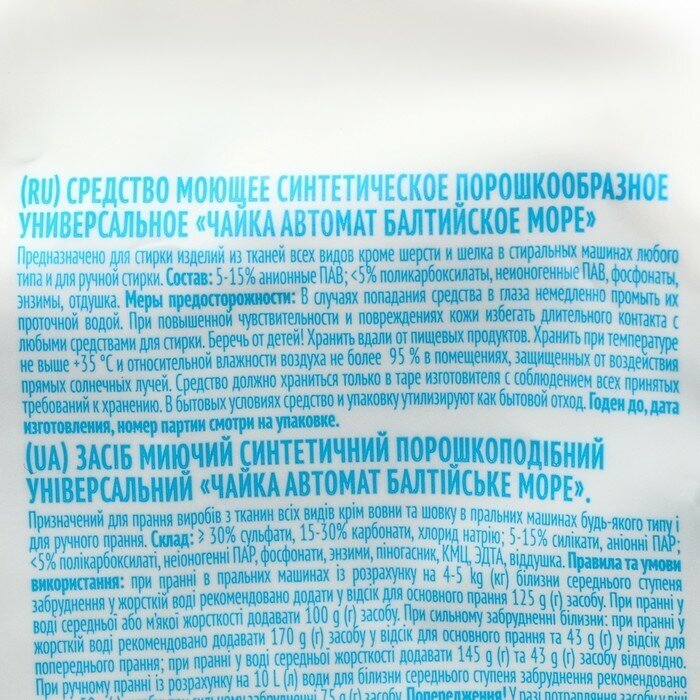 (RU) СРЕДСТВО МОЮЩЕЕ СИНТЕТИЧЕСКОЕ ПОРОШКООБРАЗНОЕ
УНИВЕРСАЛЬНОЕ «ЧАЙКА АВТОМАТ БАЛТИЙСКОЕ МОРЕ»
Предназначено для стирки изделий из тканей всех видов кроме шерсти и шелка в стиральных машинах любого
типа и для ручной стирки. Состав: 5-15% анионные ПАВ; <5% поликарбоксилаты, неионогенные ПАВ, фосфонаты,
энзимы, отдушка. Меры предосторожности: В случаях попадания средства в глаза немедленно промыть их
проточной водой. При повышенной чувствительности и повреждениях кожи избегать длительного контакта с
любыми средствами для стирки. Беречь от детей! Хранить вдали от пищевых продуктов. Хранить при температуре
не выше +35 °С и относительной влажности воздуха не более 95 % в помещениях, защищенных от воздействия
прямых солнечных лучей. Средство должно храниться только в таре изготовителя с соблюдением всех принятых
требований к хранению. В бытовых условиях средство и упаковку утилизируют как бытовой отход. Годен до, дата
изготовления, номер партии смотри на упаковке.
(UA) ЗАСІБ МИЮЧИЙ СИНТЕТИЧНИЙ ПОРОШКОПОДІБНИЙ
УНІВЕРСАЛЬНИЙ «ЧАЙКА АВТОМАТ БАЛТІЙСЬКЕ МОРЕ».
Призначений для прання виробів з тканин всіх видів крім вовни та шовку в пральних машинах будь-якого типу і
для ручного прання. Склад: ≥ 30% сульфати, 15-30% карбонати, хлорид натрію; 5-15% силікати, аніонні ПАР;
<5% полікарбоксилаті, неіоногенні ПАР, фосфонати, энзими, піногасник, КМЦ, ЭДТА, віддушка. Правила та умови
використання: при пранні в пральних машинах із розрахунку на 4-5 kg (кг) білизни середнього ступеня
забруднення у жорсткій воді рекомендовано додати у відсік для основного прання 125 g (г) засобу. При пранні у
воді середньої або м'якої жорсткості додавати 100 g (г) засобу. При сильному забрудненні білизни: при пранні у
жорсткій воді рекомендовано додавати 170 g (г) засобу у відсік для основного прання та 43 g (г) у відсік для
попереднього прання; при пранні у воді середньої жорсткості додавати 145 g (г) та 43 g (г) засобу відповідно.
При ручному пранні із розрахунку на 10 L (л) води для білизни середнього ступеня забруднення рекомендовано
забрудненні засобу 75 g (г) засобу. Попередження! В разі потрапляння